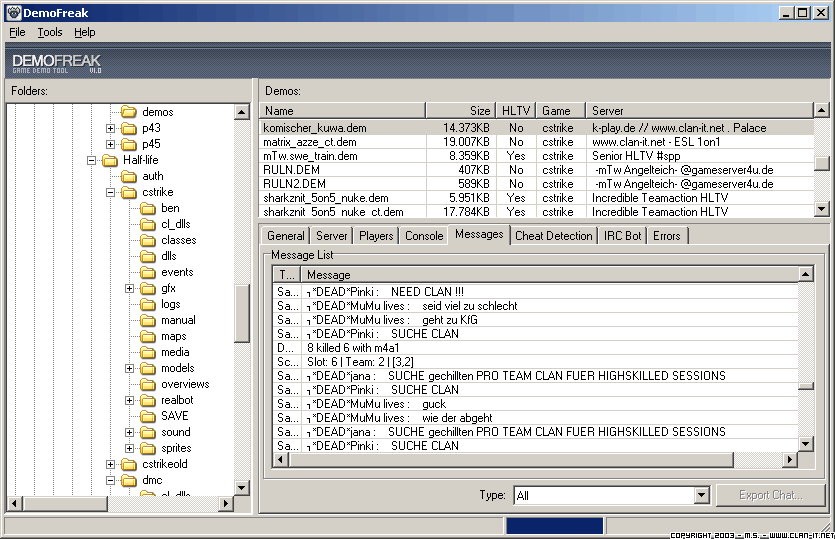 DemoFreak
File Tools Help
DEMOFREAK
GAME DEMO TOOL V1.0
Folders:
demos
p43
p45
Half-life
auth
cstrike
ben
cl_dlls
classes
dlls
events
gfx
logs
manual
maps
media
models
overviews
realbot
SAVE
sound
sprites
cstrikeold
dmc
cl_dlls
Demos:
Name Size HLTV Game Server
komischer_kuwa.dem 14.373KB No cstrike k-play.de // www.clan-it.net . Palace
matrix_azze_ct.dem 19.007KB No cstrike www.clan-it.net - ESL 1on1
mTw.swe_train.dem 8.359KB Yes cstrike Senior HLTV #spp
RULN.DEM 407KB No cstrike -mTw Angelteich- @gameserver4u.de
RULN2.DEM 589KB No cstrike -mTw Angelteich- @gameserver4u.de
sharkznit_5on5_nuke.dem 5.951KB Yes cstrike Incredible Teamaction HLTV
sharkznit_5on5_nuke_ct.dem 17.784KB Yes cstrike Incredible Teamaction HLTV
General Server Players Console Messages Cheat Detection IRC Bot Errors
Message List
T... Message
Sa... ┐*DEAD*Pinki : NEED CLAN !!!
Sa... ┐*DEAD*MuMu lives : seid viel zu schlecht
Sa... ┐*DEAD*MuMu lives : geht zu KfG
Sa... ┐*DEAD*Pinki : SUCHE CLAN
D... 8 killed 6 with m4a1
Sc... Slot: 6 | Team: 2 | [3,2]
Sa... ┐*DEAD*jana : SUCHE gechillten PRO TEAM CLAN FUER HIGHSKILLED SESSIONS
Sa... ┐*DEAD*Pinki : SUCHE CLAN
Sa... ┐*DEAD*MuMu lives : guck
Sa... ┐*DEAD*MuMu lives : wie der abgeht
Sa... ┐*DEAD*jana : SUCHE gechillten PRO TEAM CLAN FUER HIGHSKILLED SESSIONS
Sa... ┐*DEAD*Pinki : SUCHE CLAN
Type: All Export Chat...
COPYRIGHT 2003 - M.S. - WWW.CLAN-IT.NET